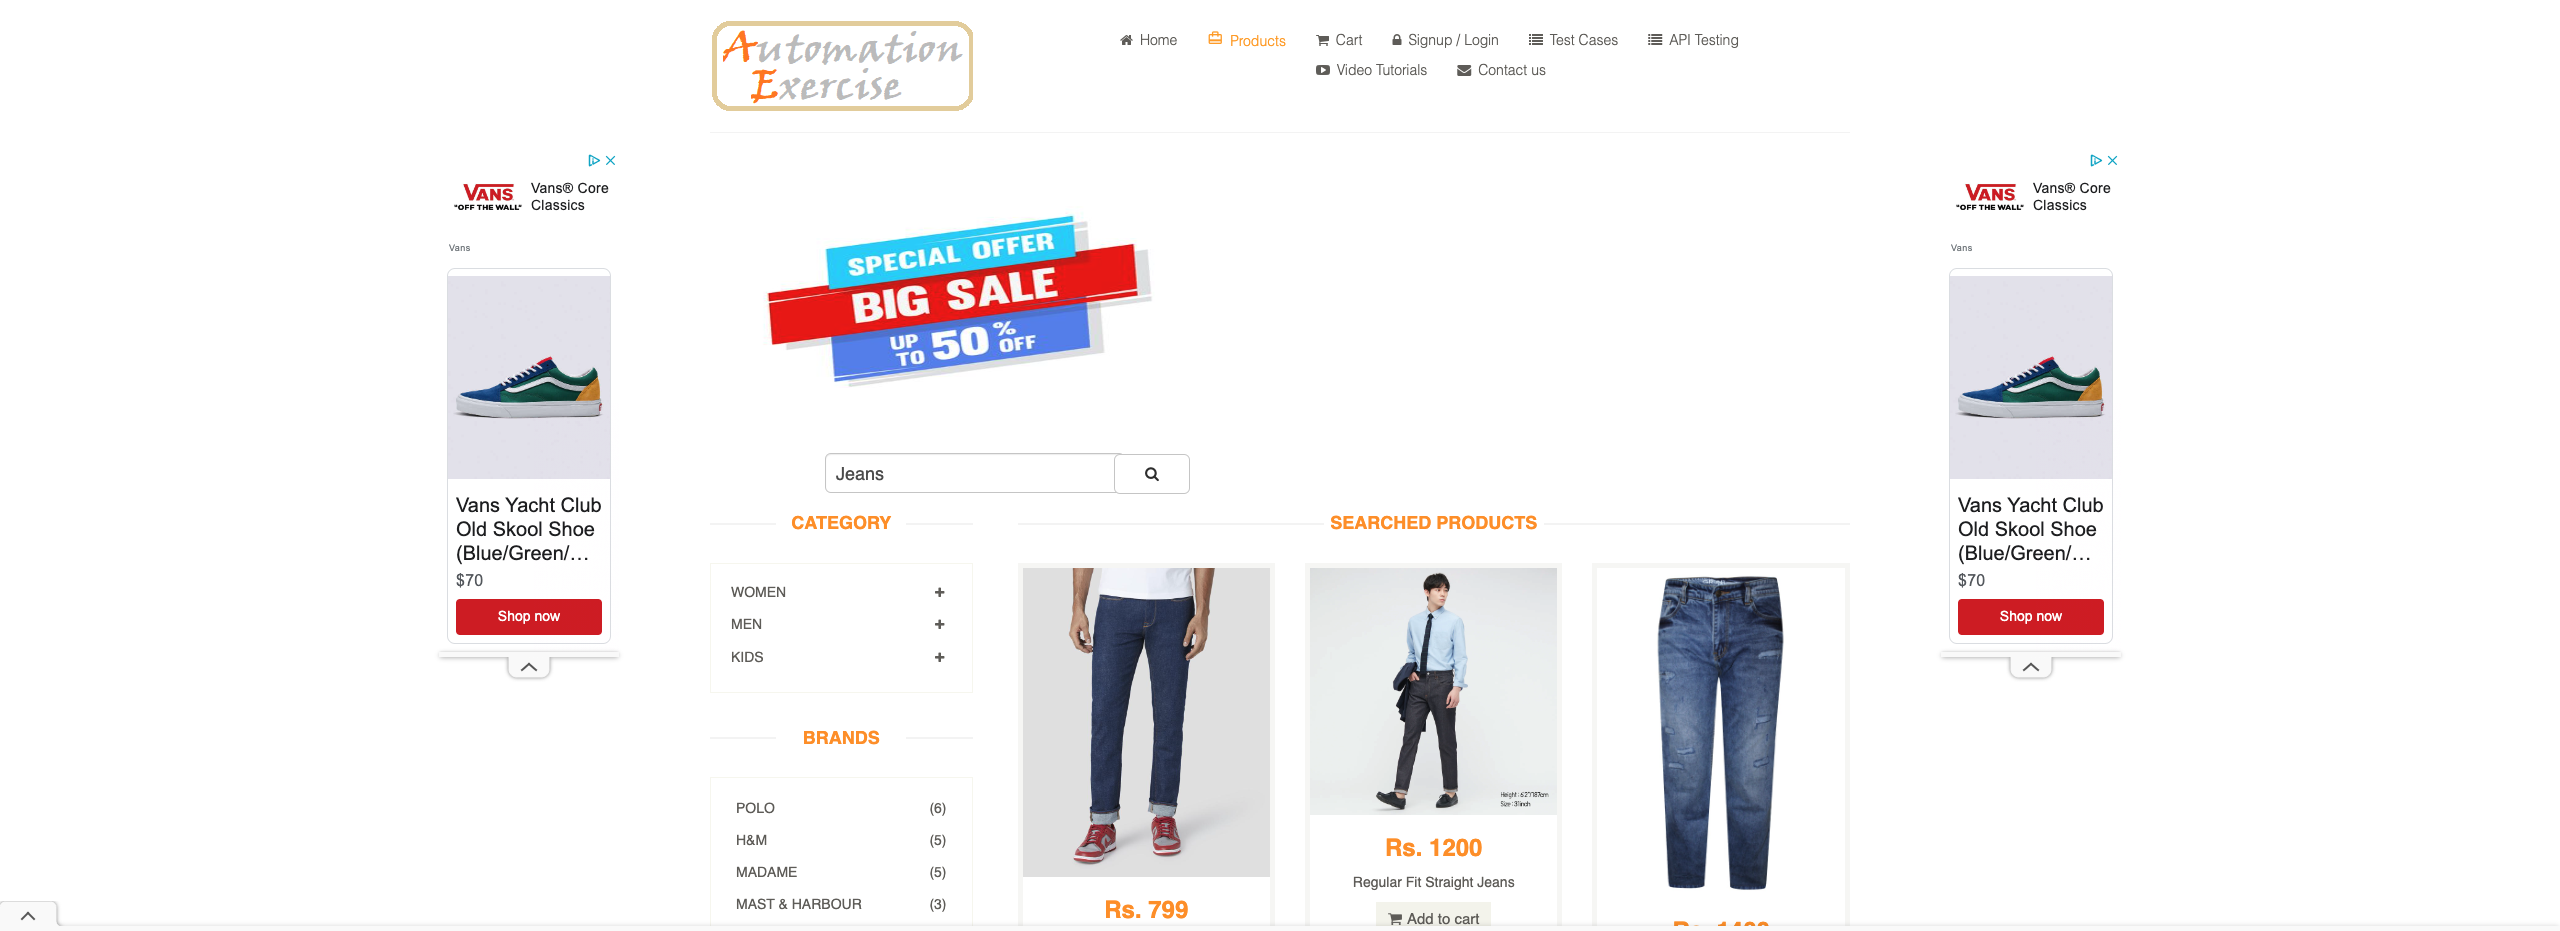 Automation
Exercise
Home
Products
Cart
Signup / Login
Test Cases
API Testing
Video Tutorials
Contact us
VANS
"OFF THE WALL"
Vans® Core
Classics
Vans
Vans Yacht Club
Old Skool Shoe
(Blue/Green/...
$70
Shop now
SPECIAL OFFER
BIG SALE
UP TO 50% OFF
Jeans
CATEGORY
WOMEN
MEN
KIDS
BRANDS
POLO (6)
H&M (5)
MADAME (5)
MAST & HARBOUR (3)
SEARCHED PRODUCTS
Rs. 799
Height : 6'2"/187cm
Size : 31inch
Rs. 1200
Regular Fit Straight Jeans
Add to cart
VANS
"OFF THE WALL"
Vans® Core
Classics
Vans
Vans Yacht Club
Old Skool Shoe
(Blue/Green/...
$70
Shop now